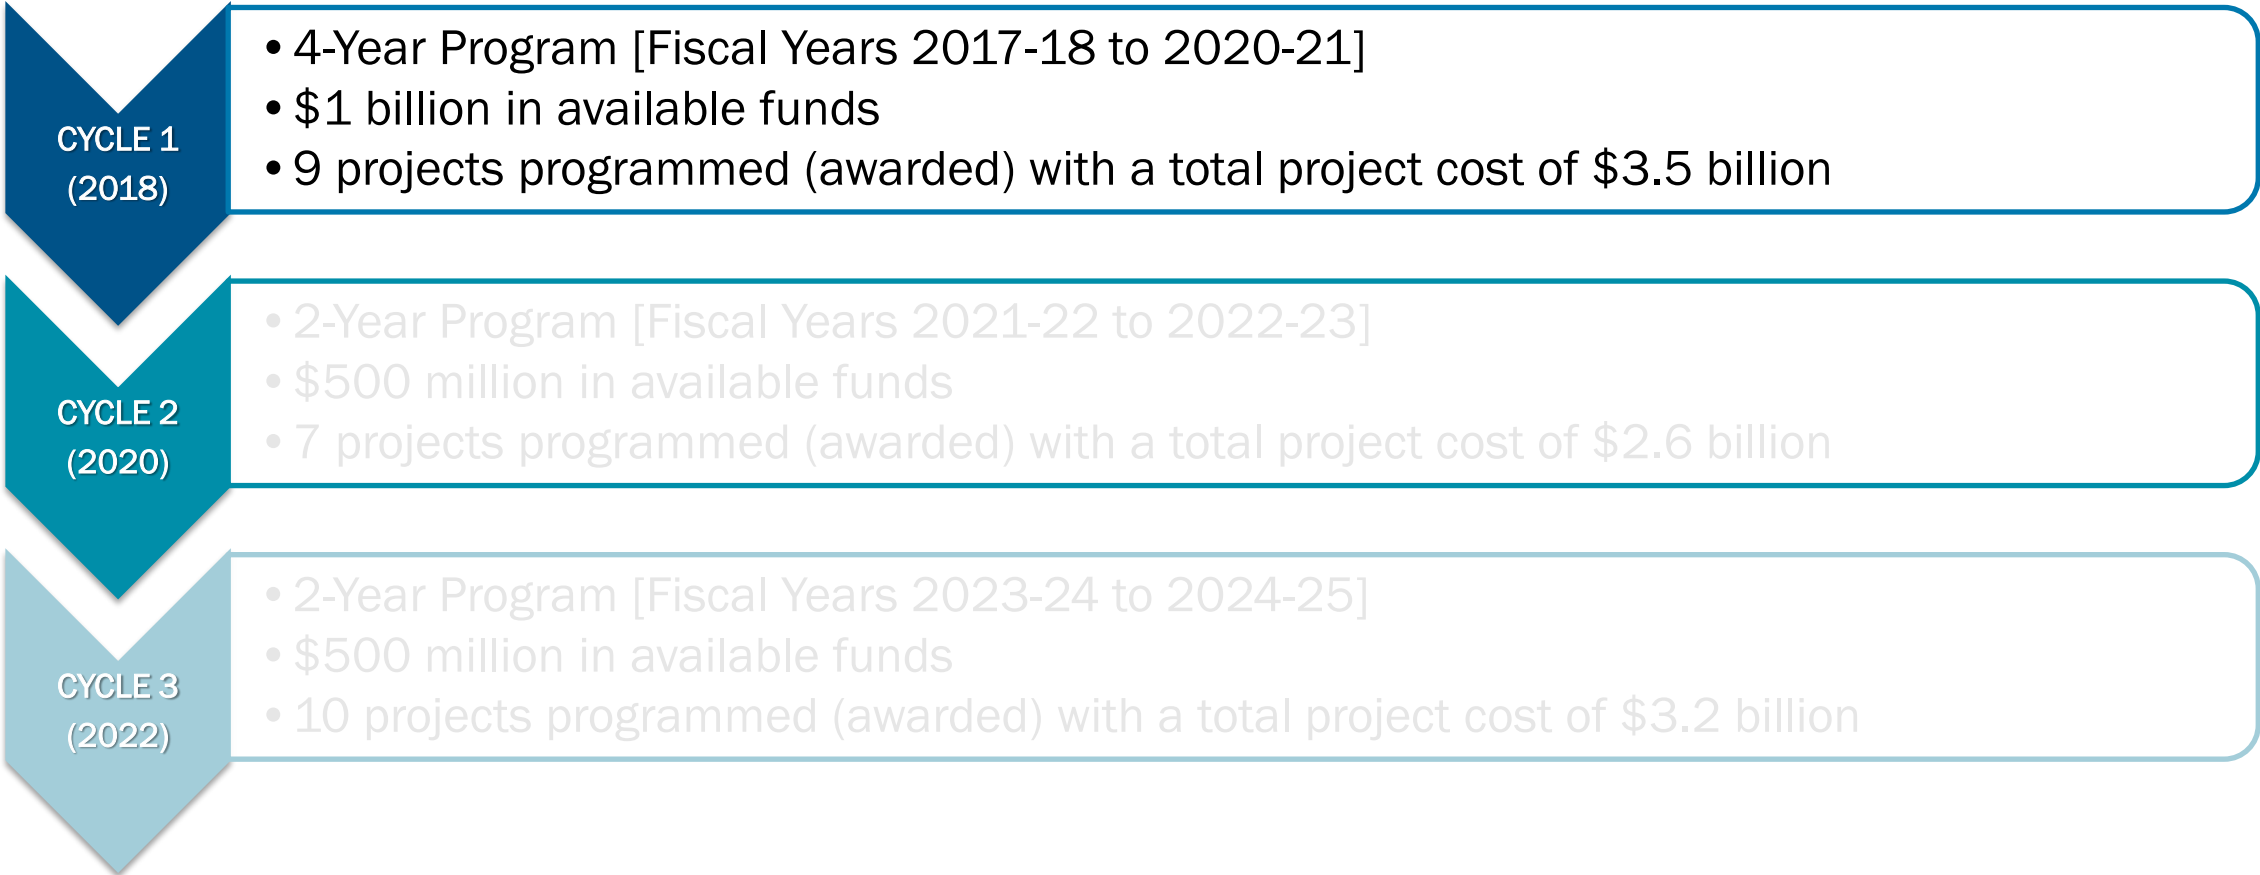 CYCLE 1
(2018)
• 4-Year Program [Fiscal Years 2017-18 to 2020-21]
• $1 billion in available funds
• 9 projects programmed (awarded) with a total project cost of $3.5 billion
CYCLE 2
(2020)
• 2-Year Program [Fiscal Years 2021-22 to 2022-23]
• $500 million in available funds
• 7 projects programmed (awarded) with a total project cost of $2.6 billion
CYCLE 3
(2022)
• 2-Year Program [Fiscal Years 2023-24 to 2024-25]
• $500 million in available funds
• 10 projects programmed (awarded) with a total project cost of $3.2 billion